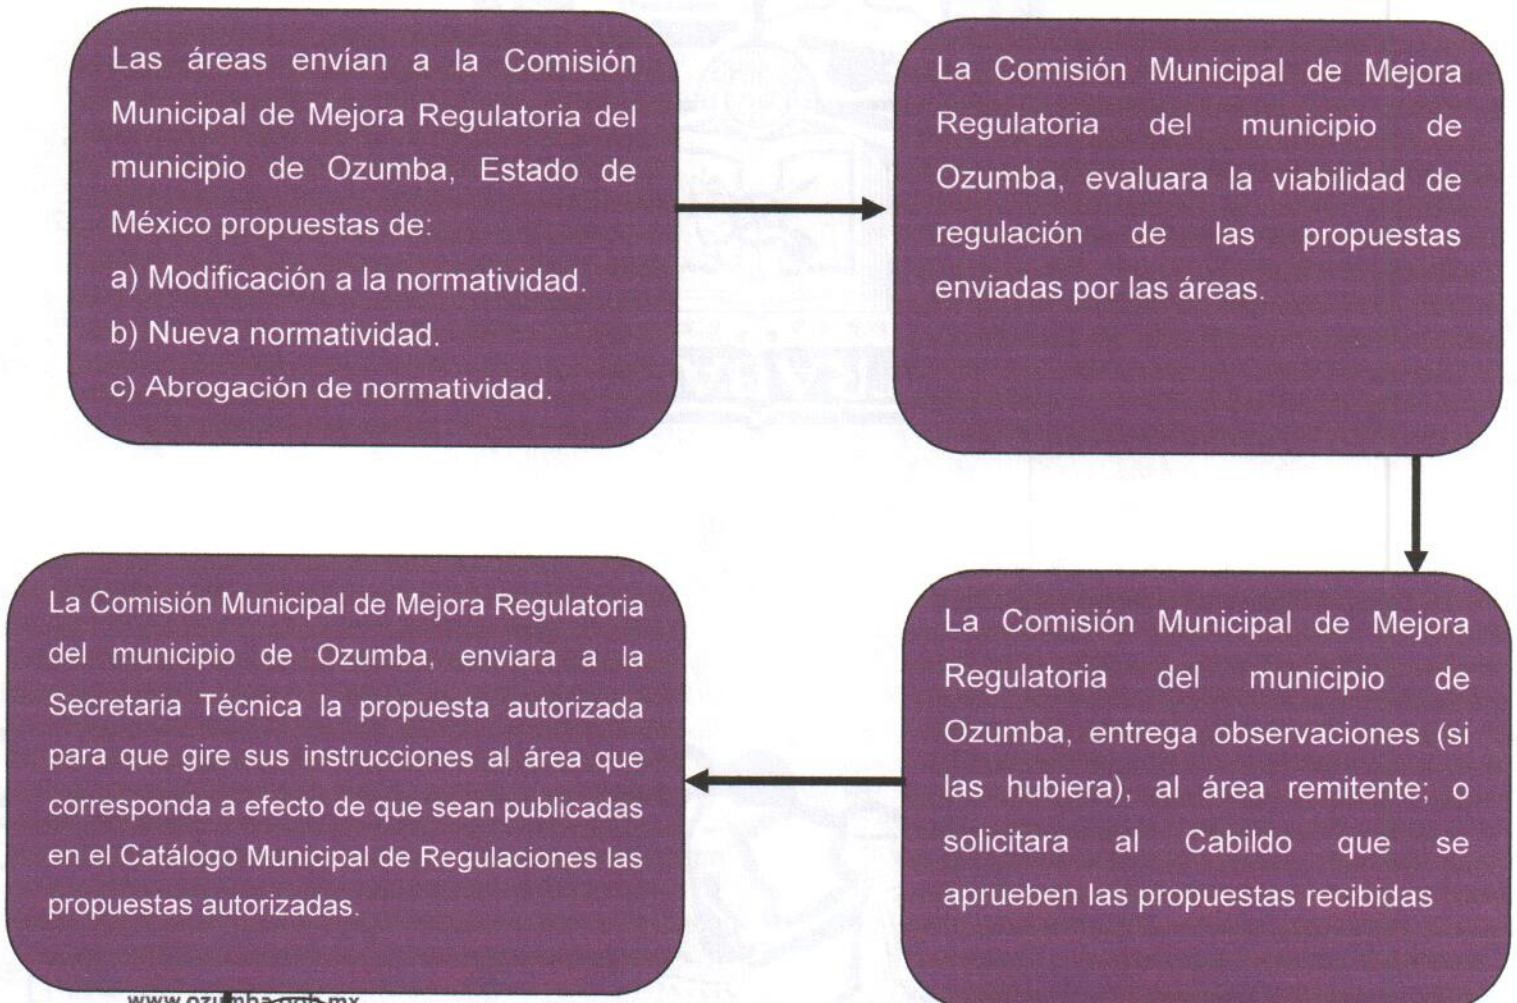 Las áreas envían a la Comisión
Municipal de Mejora Regulatoria del
municipio de Ozumba, Estado de
México propuestas de:
a) Modificación a la normatividad.
b) Nueva normatividad.
c) Abrogación de normatividad.
La Comisión Municipal de Mejora
Regulatoria del municipio de
Ozumba, evaluara la viabilidad de
regulación de las propuestas
enviadas por las áreas.
La Comisión Municipal de Mejora
Regulatoria del municipio de
Ozumba, entrega observaciones (si
las hubiera), al área remitente; o
solicitara al Cabildo que se
aprueben las propuestas recibidas
La Comisión Municipal de Mejora Regulatoria
del municipio de Ozumba, enviara a la
Secretaria Técnica la propuesta autorizada
para que gire sus instrucciones al área que
corresponda a efecto de que sean publicadas
en el Catálogo Municipal de Regulaciones las
propuestas autorizadas.
www.ozumba.gob.mx